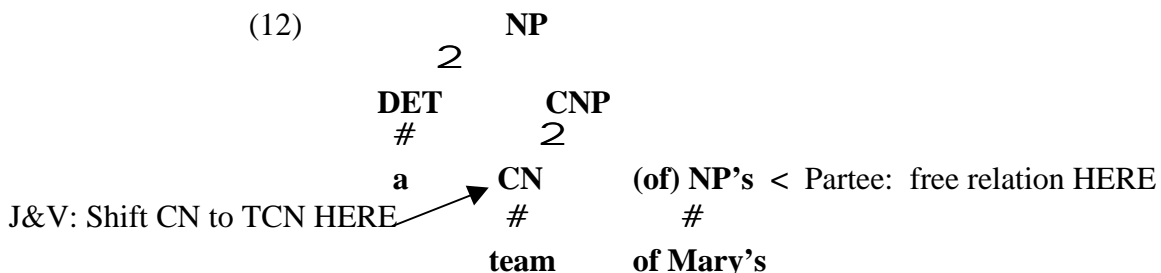 (12) NP
2
DET CNP
# 2
a CN (of) NP's < Partee: free relation HERE
J&V: Shift CN to TCN HERE # #
team of Mary's